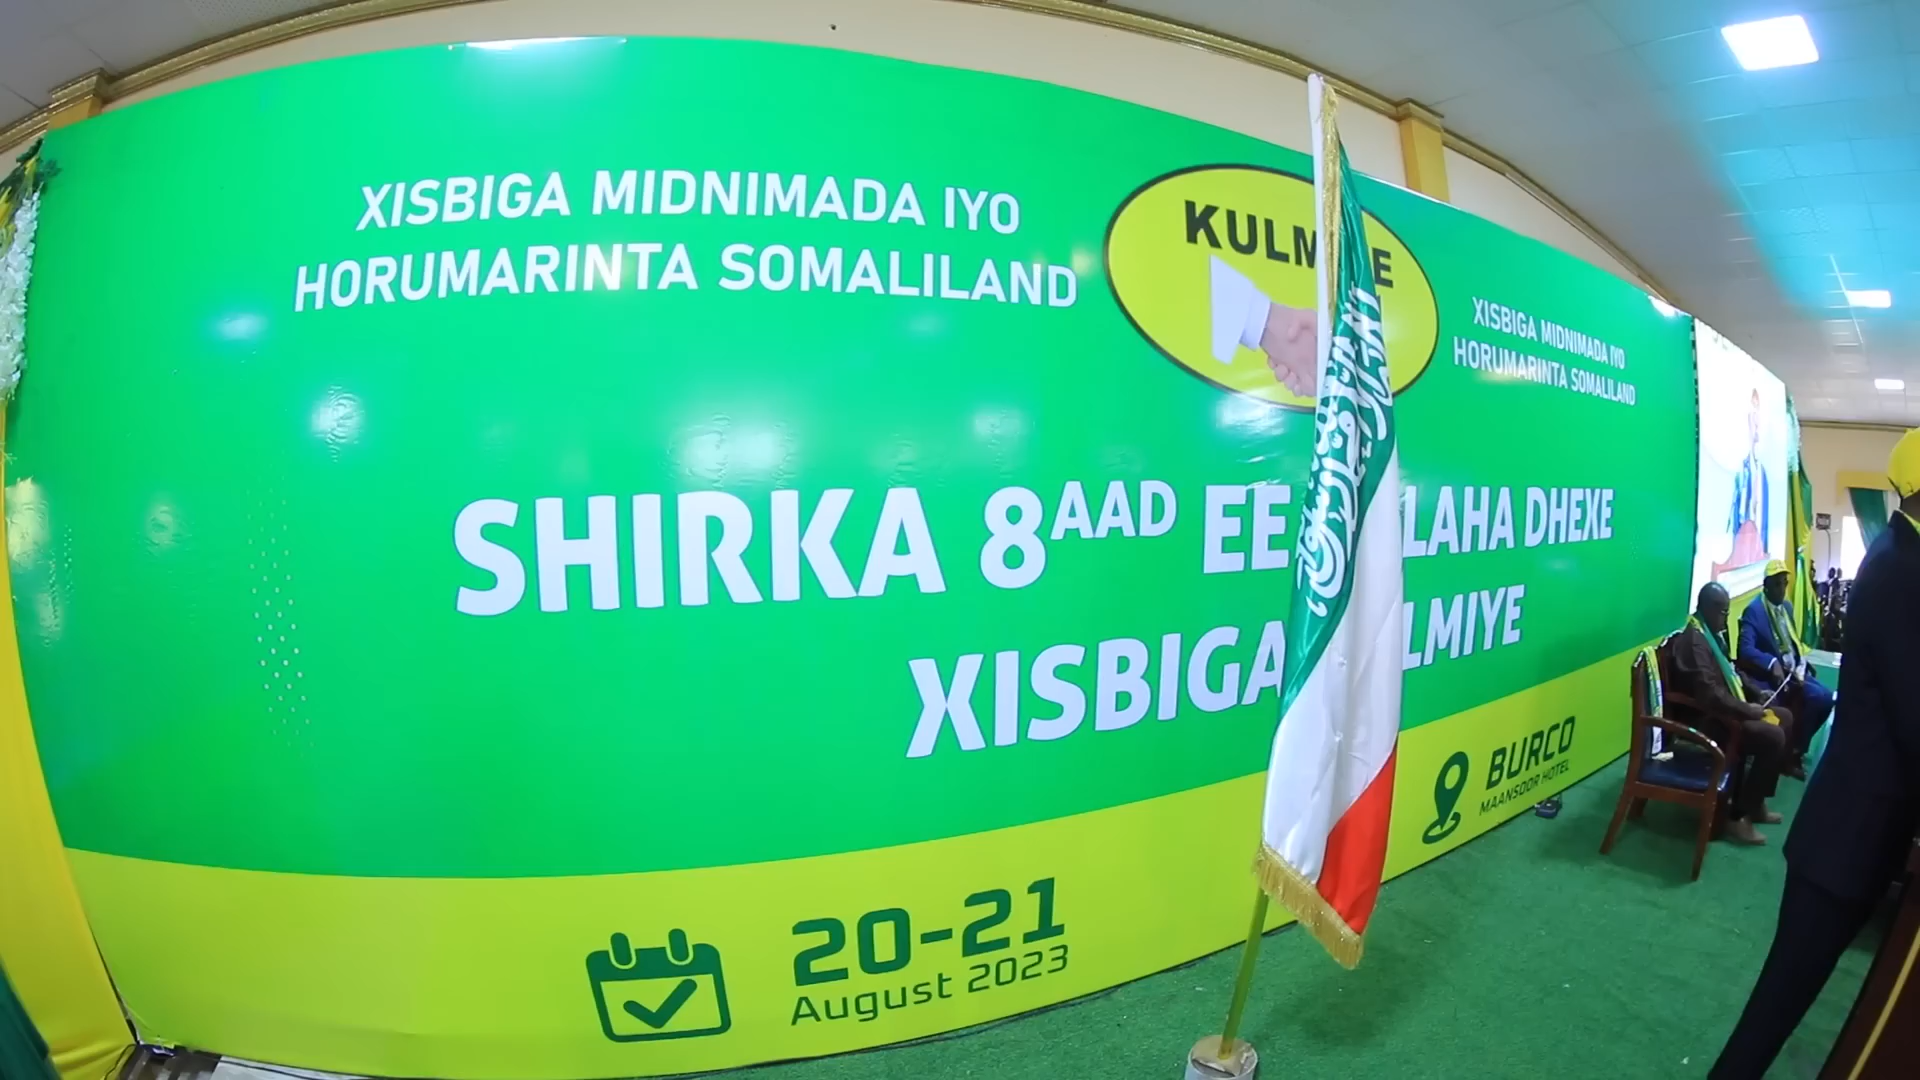 XISBIGA MIDNIMADA IYO
HORUMARINTA SOMALILAND
KULMIYE
XISBIGA MIDNIMADA IYO
HORUMARINTA SOMALILAND
SHIRKA 8AAD EE LAHA DHEXE
XISBIGA LMIYE
20-21
August 2023
BURCO
MAANSOOR HOTEL